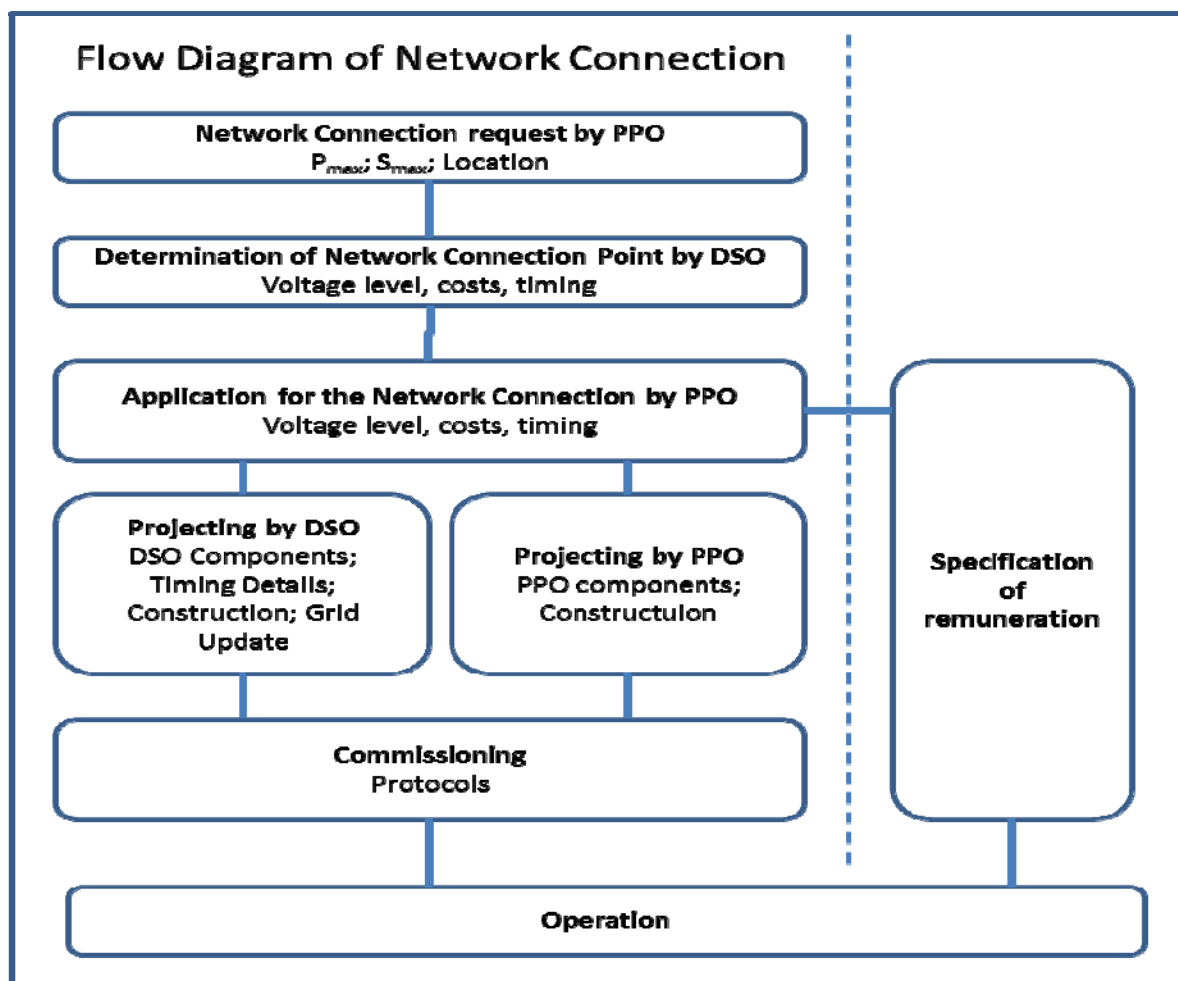 Flow Diagram of Network Connection
Network Connection request by PPO
Pmax; Smax; Location
Determination of Network Connection Point by DSO
Voltage level, costs, timing
Application for the Network Connection by PPO
Voltage level, costs, timing
Projecting by DSO
DSO Components;
Timing Details;
Construction; Grid
Update
Projecting by PPO
PPO components;
Constructuion
Specification
of
remuneration
Commissioning
Protocols
Operation